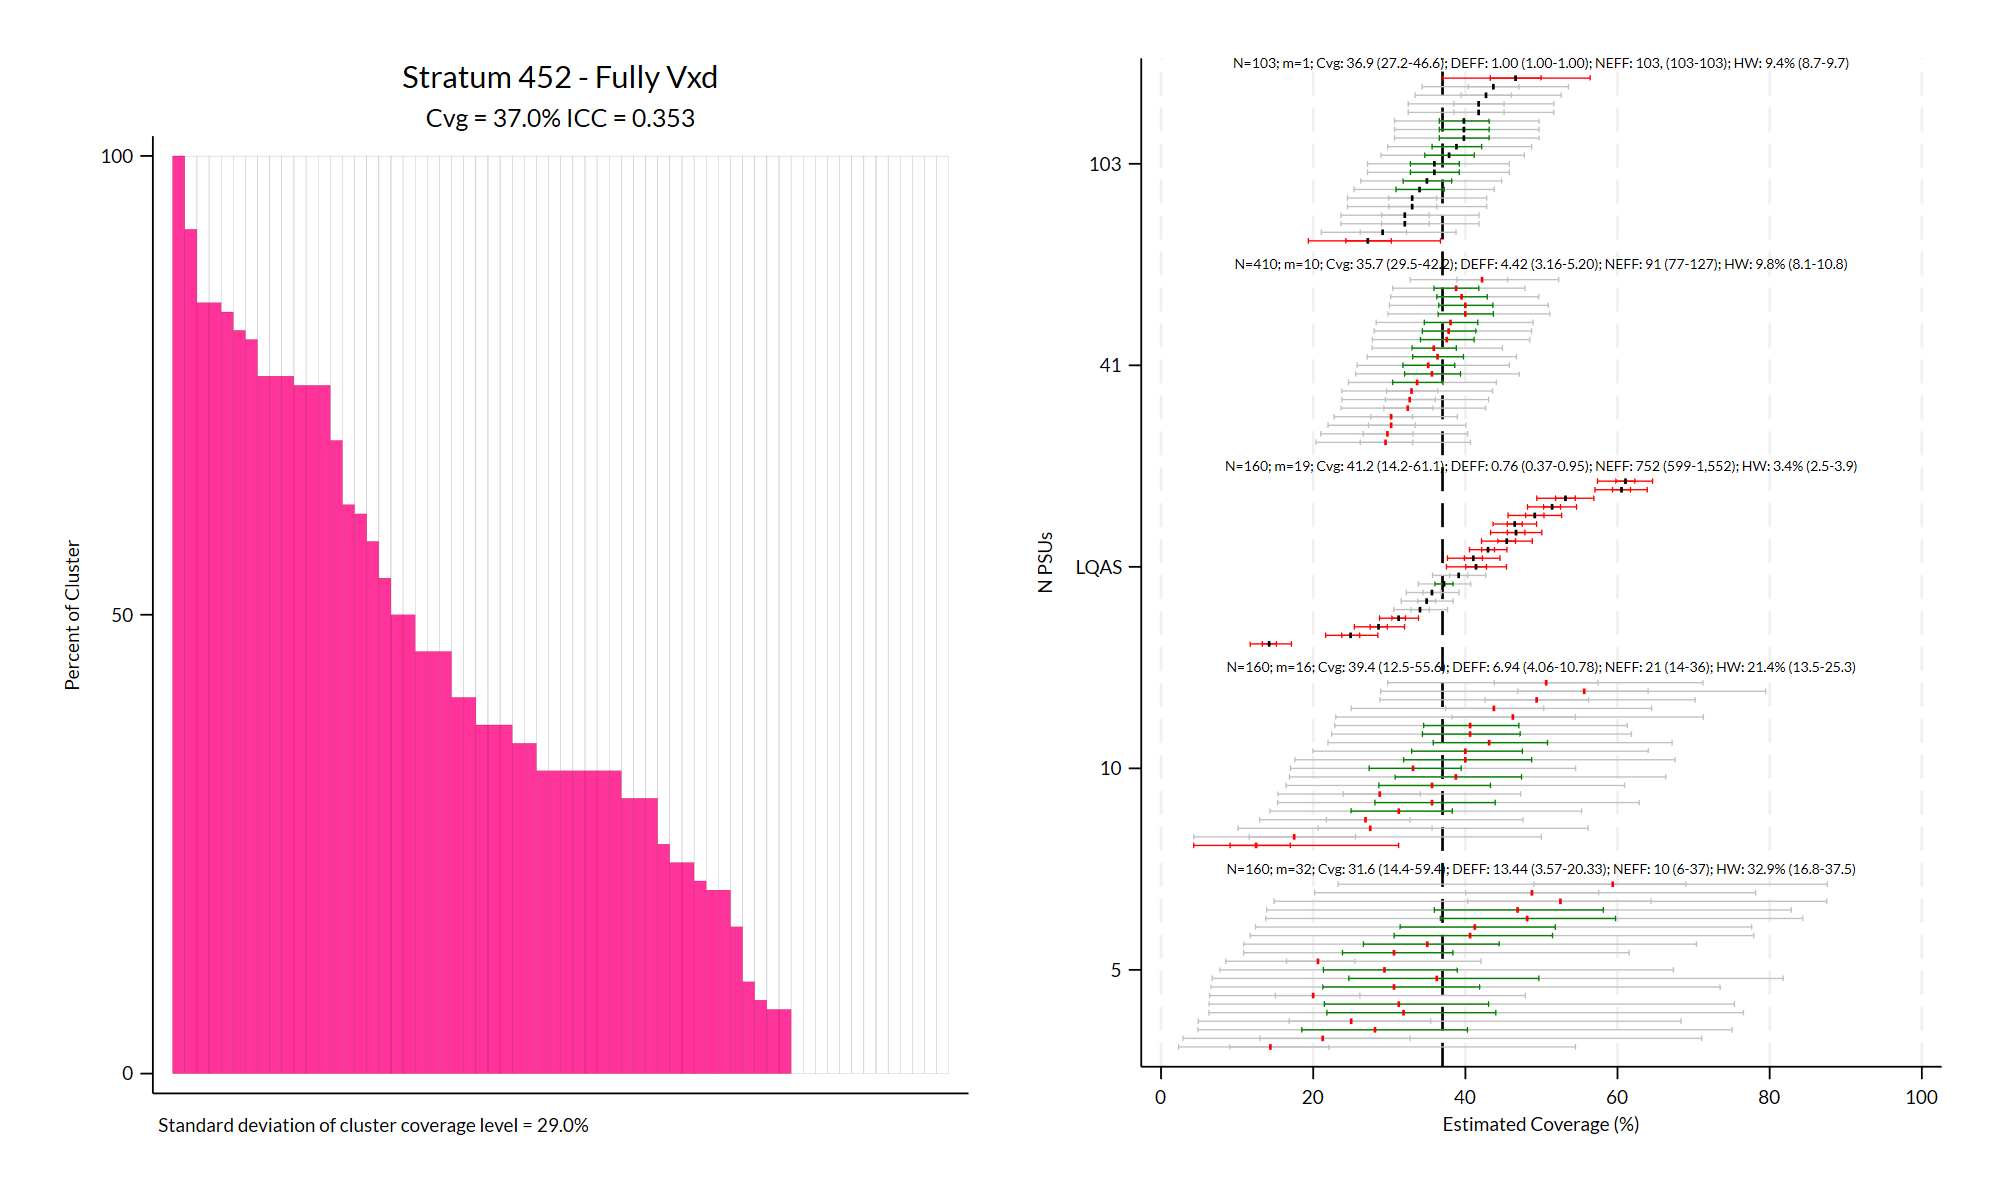 Stratum 452 - Fully Vxd
Cvg = 37.0% ICC = 0.353
Percent of Cluster
100
50
0
Standard deviation of cluster coverage level = 29.0%
N PSUs
N=103; m=1; Cvg: 36.9 (27.2-46.6); DEFF: 1.00 (1.00-1.00); NEFF: 103, (103-103); HW: 9.4% (8.7-9.7)
103
N=410; m=10; Cvg: 35.7 (29.5-42.2); DEFF: 4.42 (3.16-5.20); NEFF: 91 (77-127); HW: 9.8% (8.1-10.8)
41
N=160; m=19; Cvg: 41.2 (14.2-61.1); DEFF: 0.76 (0.37-0.95); NEFF: 752 (599-1,552); HW: 3.4% (2.5-3.9)
LQAS
N=160; m=16; Cvg: 39.4 (12.5-55.6); DEFF: 6.94 (4.06-10.78); NEFF: 21 (14-36); HW: 21.4% (13.5-25.3)
10
N=160; m=32; Cvg: 31.6 (14.4-59.4); DEFF: 13.44 (3.57-20.33); NEFF: 10 (6-37); HW: 32.9% (16.8-37.5)
5
0 20 40 60 80 100
Estimated Coverage (%)